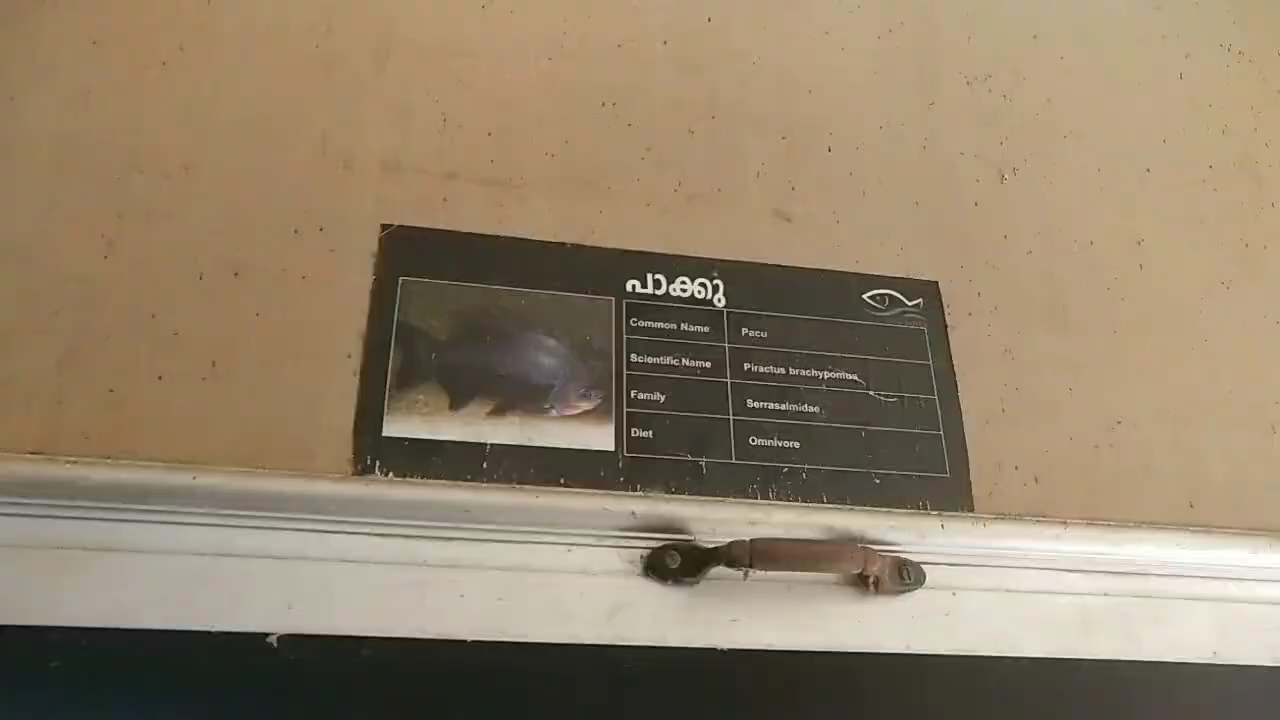 പാക്കു
Common Name Pacu
Scientific Name Piractus brachypomus
Family Serrasalmidae
Diet Omnivore